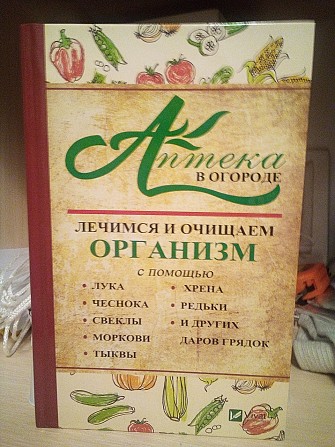 Аптека
В ОГОРОДЕ
ЛЕЧИМСЯ И ОЧИЩАЕМ
ОРГАНИЗМ
С ПОМОЩЬЮ
• ЛУКА
• ЧЕСНОКА
• СВЕКЛЫ
• МОРКОВИ
• ТЫКВЫ
• ХРЕНА
• РЕДЬКИ
• И ДРУГИХ
ДАРОВ ГРЯДОК
Vivat